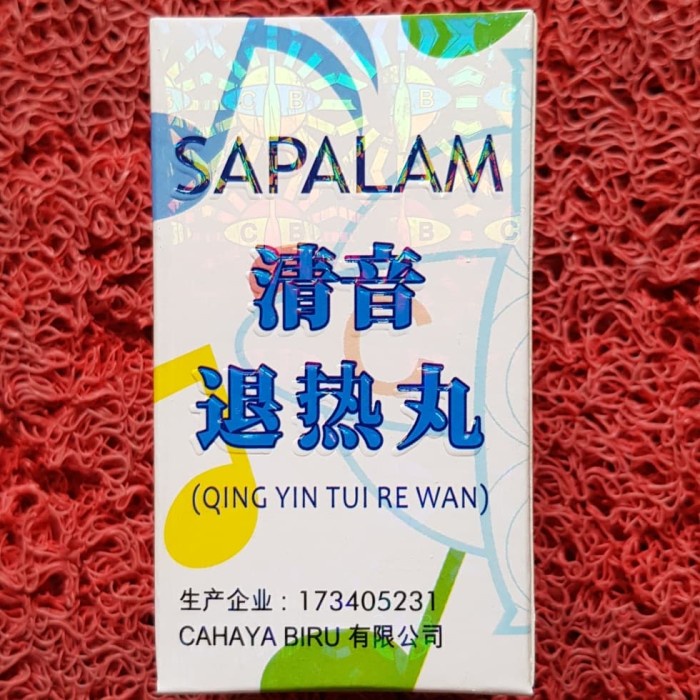 SAPALAM
清音
退热丸
(QING YIN TUI RE WAN)
生产企业：173405231
CAHAYA BIRU 有限公司